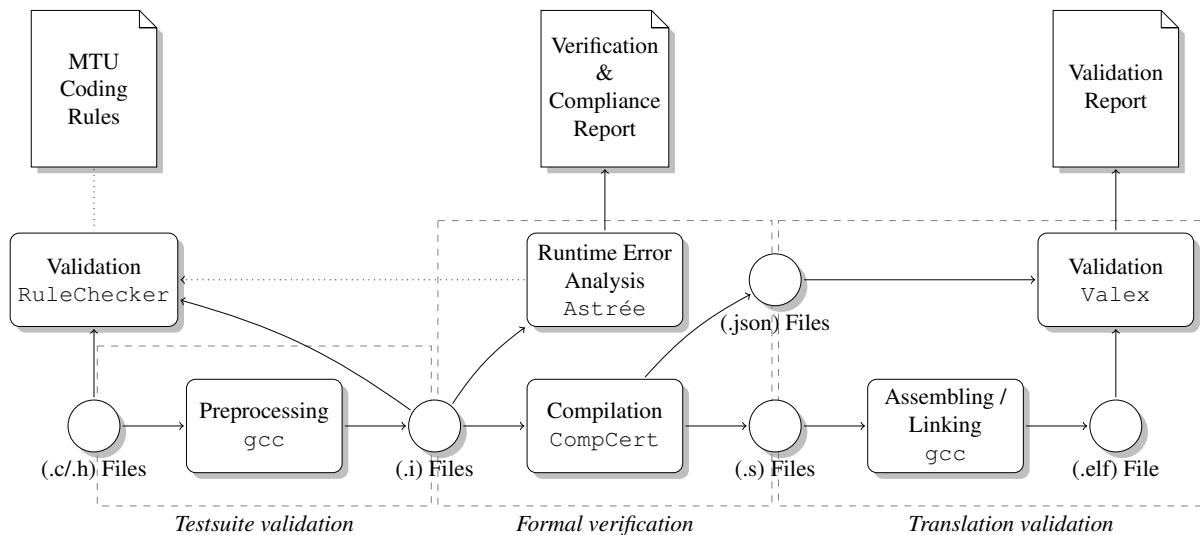 MTU
Coding
Rules
Verification
&
Compliance
Report
Validation
Report
Validation
RuleChecker
Runtime Error
Analysis
Astrée
Validation
Valex
(.json) Files
Preprocessing
gcc
Compilation
CompCert
Assembling /
Linking
gcc
(.c/.h) Files
(.i) Files
(.s) Files
(.elf) File
Testsuite validation
Formal verification
Translation validation